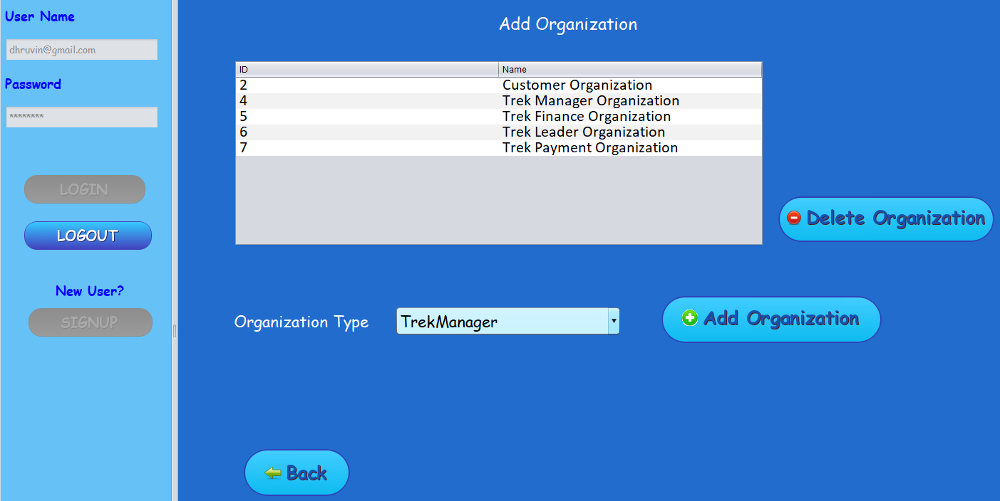 User Name
dhruvin@gmail.com
Password
********
LOGIN
LOGOUT
New User?
SIGNUP
Add Organization
ID Name
2 Customer Organization
4 Trek Manager Organization
5 Trek Finance Organization
6 Trek Leader Organization
7 Trek Payment Organization
Delete Organization
Organization Type TrekManager Add Organization
Back